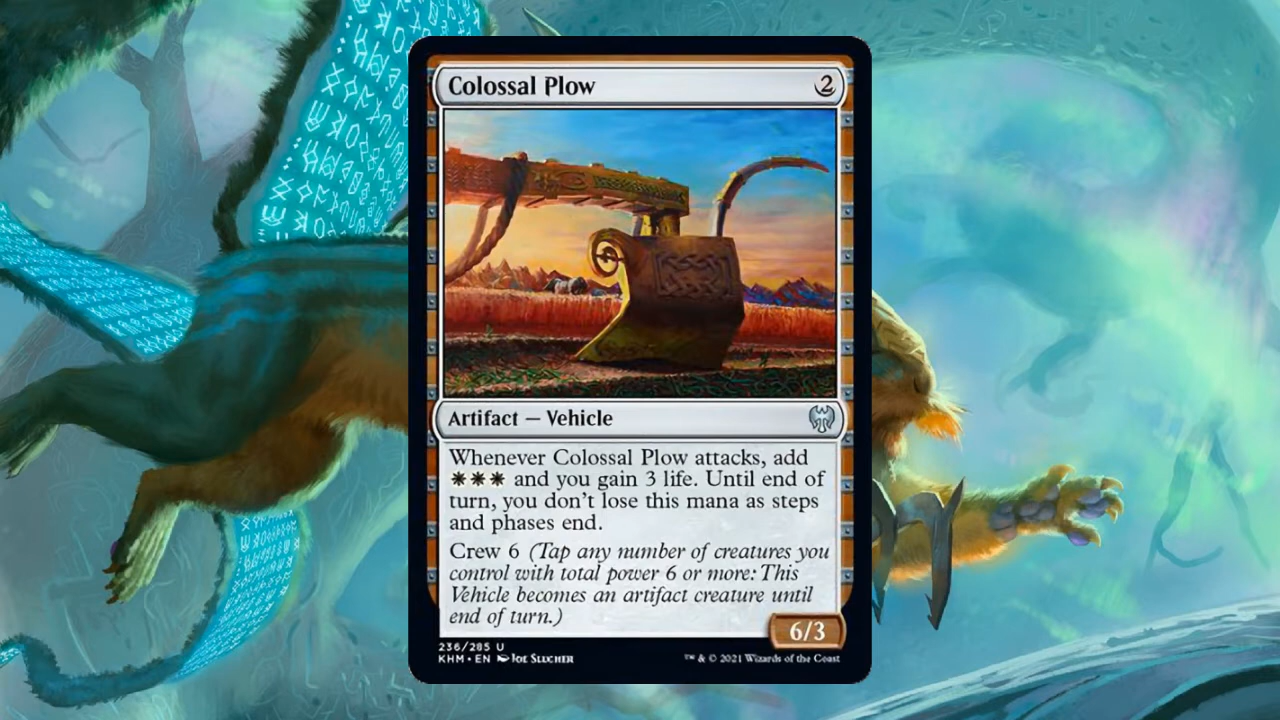 Colossal Plow 2
Artifact — Vehicle
Whenever Colossal Plow attacks, add
☀☀☀ and you gain 3 life. Until end of
turn, you don't lose this mana as steps
and phases end.
Crew 6 (Tap any number of creatures you
control with total power 6 or more: This
Vehicle becomes an artifact creature until
end of turn.)
6/3
236/285 U
KHM • EN Joe Slucher
™ & © 2021 Wizards of the Coast